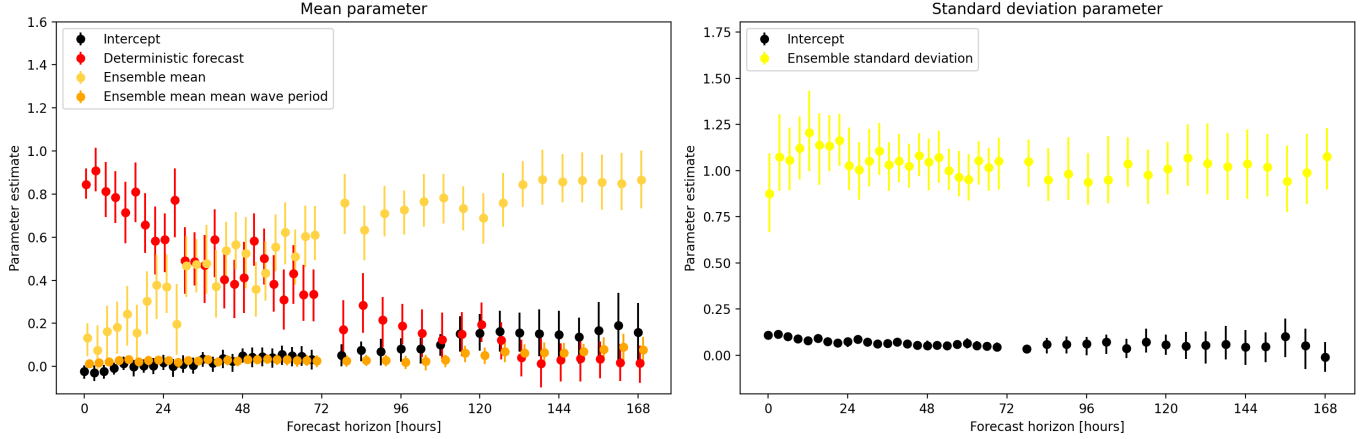 Mean parameter
1.6
1.4
1.2
1.0
0.8
0.6
0.4
0.2
0.0
Parameter estimate
Intercept
Deterministic forecast
Ensemble mean
Ensemble mean mean wave period
0 24 48 72 96 120 144 168
Forecast horizon [hours]
Standard deviation parameter
1.75
1.50
1.25
1.00
0.75
0.50
0.25
0.00
Parameter estimate
Intercept
Ensemble standard deviation
0 24 48 72 96 120 144 168
Forecast horizon [hours]